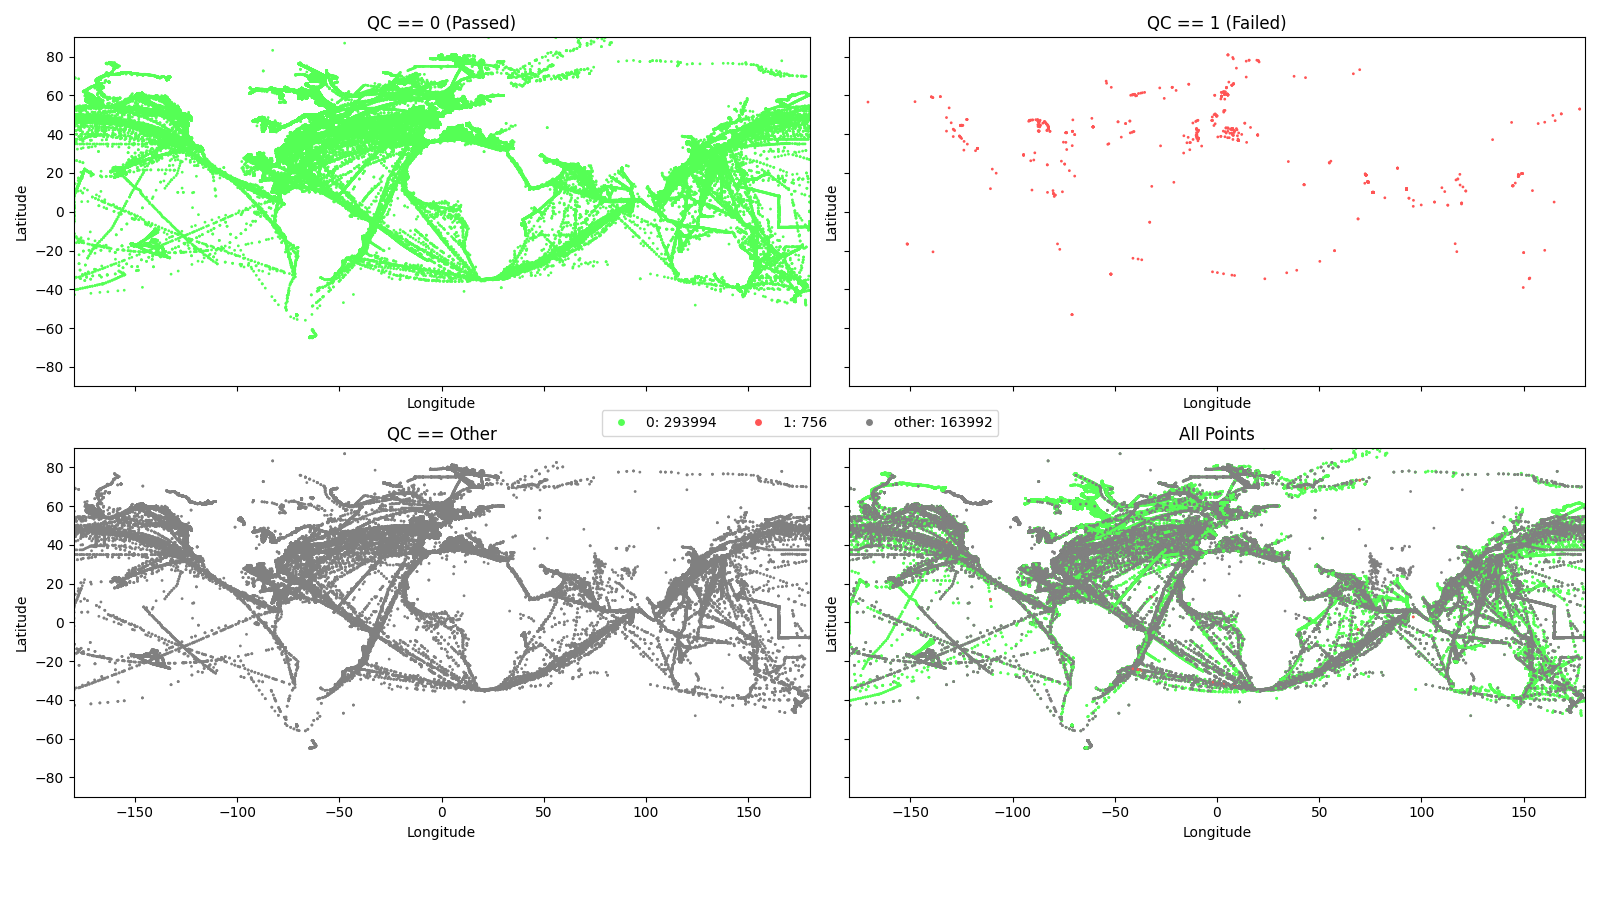 QC == 0 (Passed)
QC == 1 (Failed)
Latitude
80
60
40
20
0
−20
−40
−60
−80
Longitude
Latitude
Longitude
0: 293994 1: 756 other: 163992
QC == Other
All Points
Latitude
80
60
40
20
0
−20
−40
−60
−80
−150 −100 −50 0 50 100 150
Longitude
Latitude
−150 −100 −50 0 50 100 150
Longitude